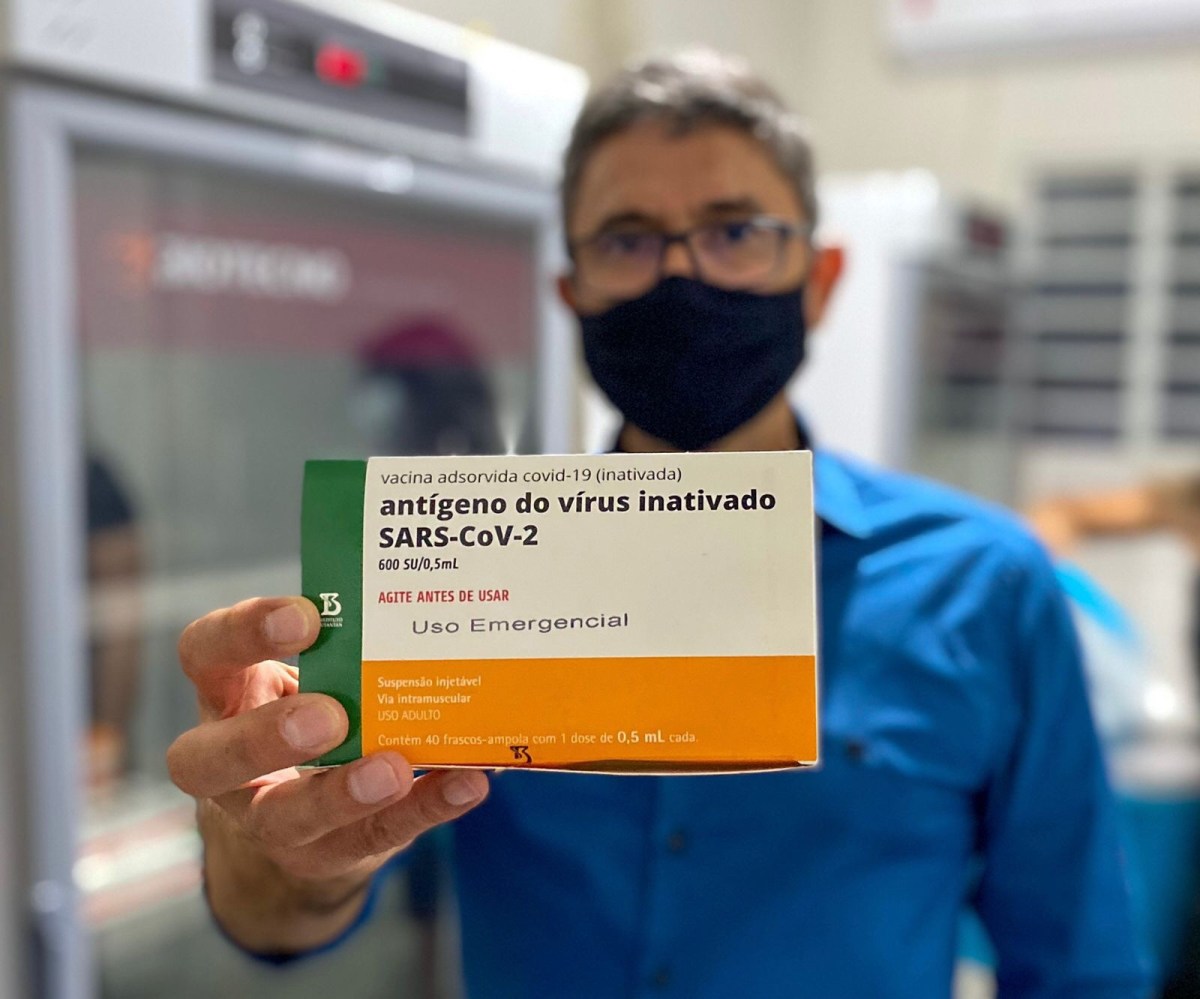 vacina adsorvida covid-19 (inativada)
antígeno do vírus inativado
SARS-CoV-2
600 SU/0,5mL
AGITE ANTES DE USAR
Uso Emergencial
Suspensão injetável
Via intramuscular
USO ADULTO
Contém 40 frascos-ampola com 1 dose de 0,5 mL cada.